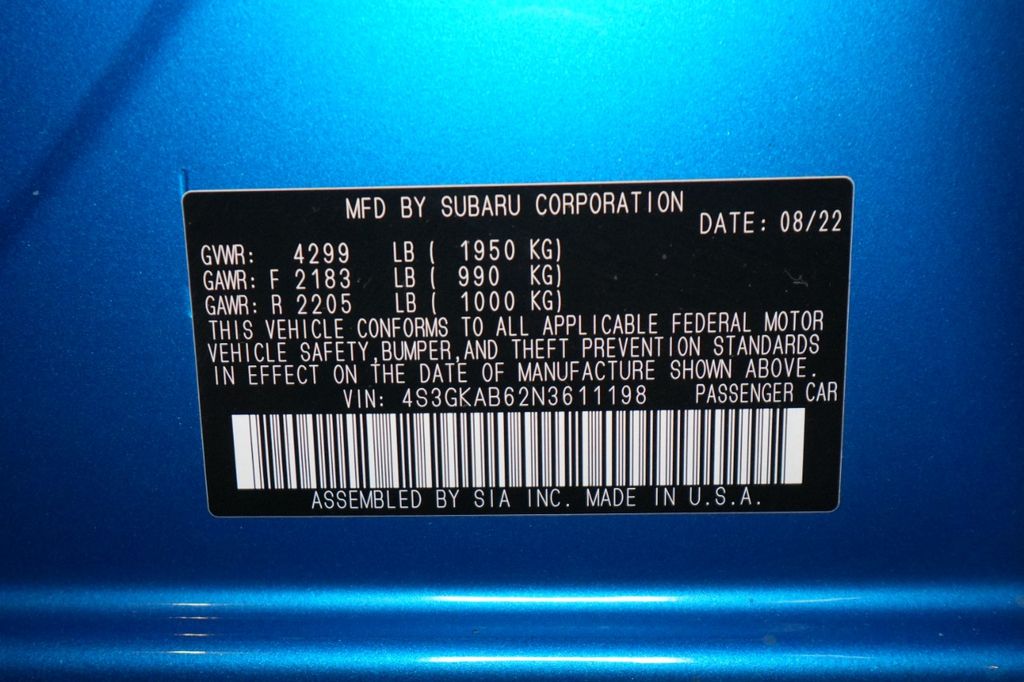 MFD BY SUBARU CORPORATION
DATE: 08/22
GVWR: 4299 LB ( 1950 KG)
GAWR: F 2183 LB ( 990 KG)
GAWR: R 2205 LB ( 1000 KG)
THIS VEHICLE CONFORMS TO ALL APPLICABLE FEDERAL MOTOR
VEHICLE SAFETY,BUMPER,AND THEFT PREVENTION STANDARDS
IN EFFECT ON THE DATE OF MANUFACTURE SHOWN ABOVE.
VIN: 4S3GKAB62N3611198 PASSENGER CAR
ASSEMBLED BY SIA INC. MADE IN U.S.A.